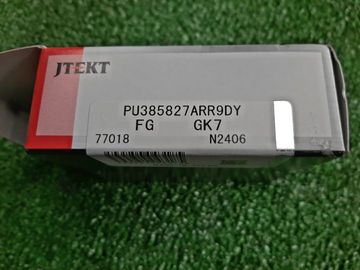 JTEKT
PU385827ARR9DY
FG GK7
77018 N2406